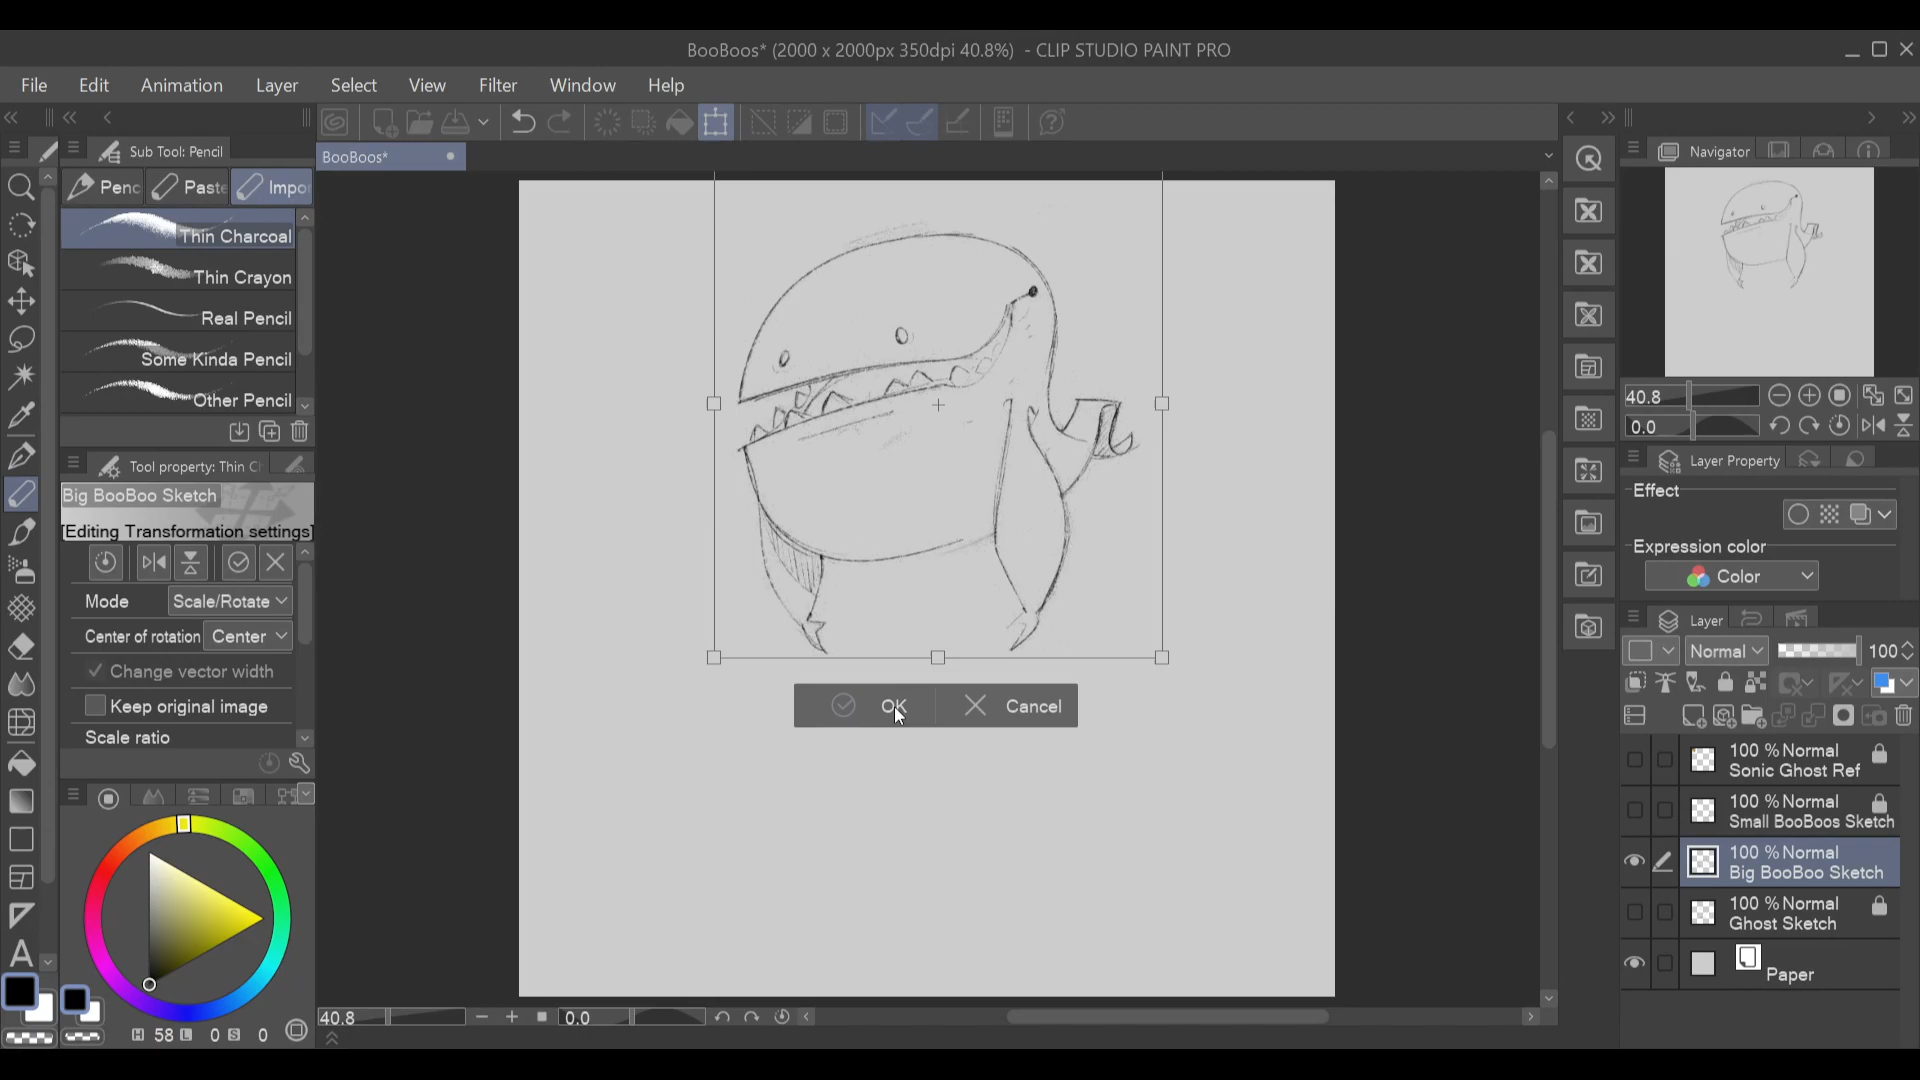 BooBoos* (2000 x 2000px 350dpi 40.8%) - CLIP STUDIO PAINT PRO
File Edit Animation Layer Select View Filter Window Help
Sub Tool: Pencil
Penc Paste Impo
Thin Charcoal
Thin Crayon
Real Pencil
Some Kinda Pencil
Other Pencil
Tool property: Thin C
Big BooBoo Sketch
[Editing Transformation settings]
Mode Scale/Rotate
Center of rotation Center
Change vector width
Keep original image
Scale ratio
H 58 L 0 S 0
BooBoos*
OK Cancel
40.8 0.0
Navigator
40.8
0.0
Layer Property
Effect
Expression color
Color
Layer
Normal 100
100 % Normal
Sonic Ghost Ref
100 % Normal
Small BooBoos Sketch
100 % Normal
Big BooBoo Sketch
100 % Normal
Ghost Sketch
Paper